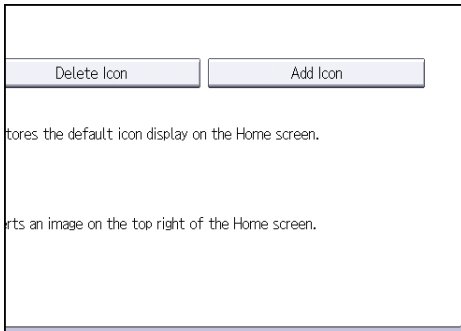 Delete Icon Add Icon
tores the default icon display on the Home screen.
rts an image on the top right of the Home screen.